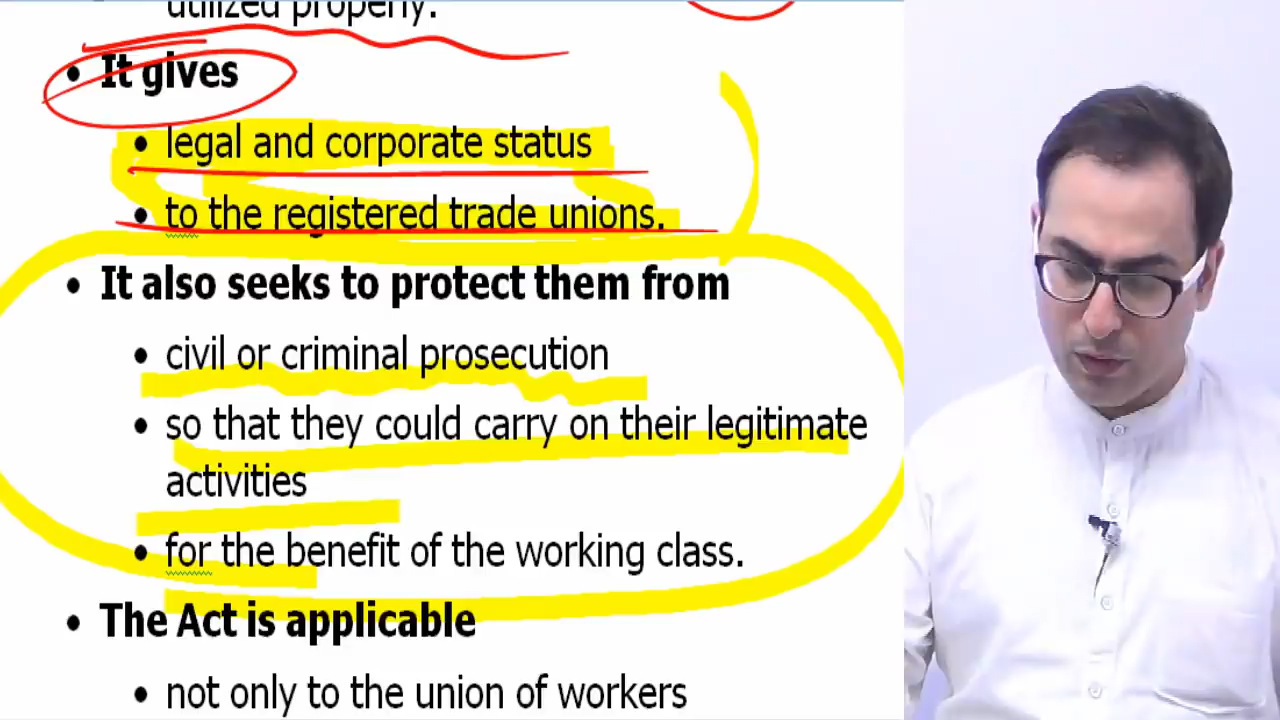 utilized properly.
• It gives
• legal and corporate status
• to the registered trade unions.
• It also seeks to protect them from
• civil or criminal prosecution
• so that they could carry on their legitimate
activities
• for the benefit of the working class.
• The Act is applicable
• not only to the union of workers